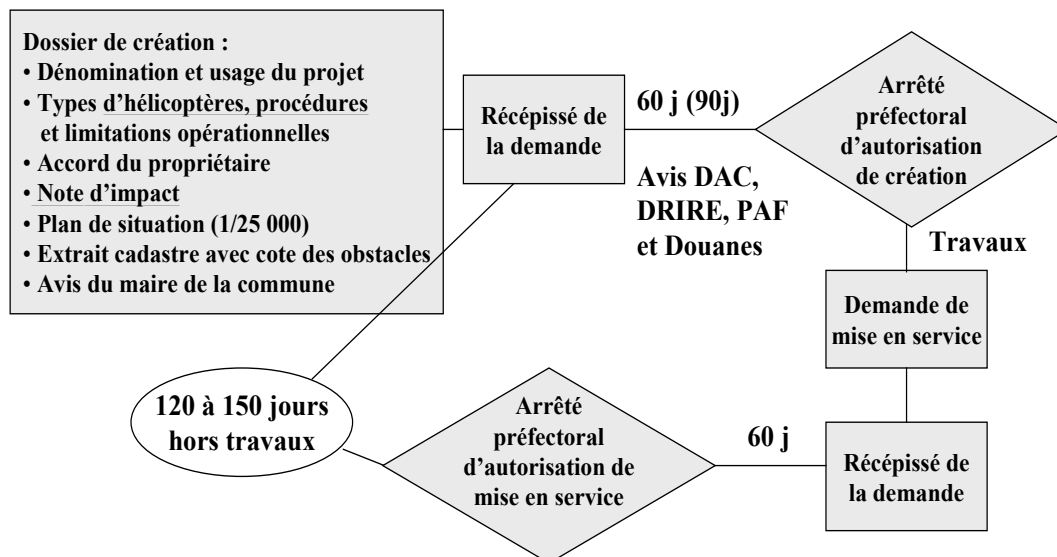 Dossier de création :
• Dénomination et usage du projet
• Types d'hélicoptères, procédures
et limitations opérationnelles
• Accord du propriétaire
• Note d'impact
• Plan de situation (1/25 000)
• Extrait cadastre avec cote des obstacles
• Avis du maire de la commune
Récépissé de
la demande
60 j (90j)
Avis DAC,
DRIRE, PAF
et Douanes
Arrêté
préfectoral
d'autorisation
de création
Travaux
Demande de
mise en service
Récépissé de
la demande
60 j
Arrêté
préfectoral
d'autorisation de
mise en service
120 à 150 jours
hors travaux